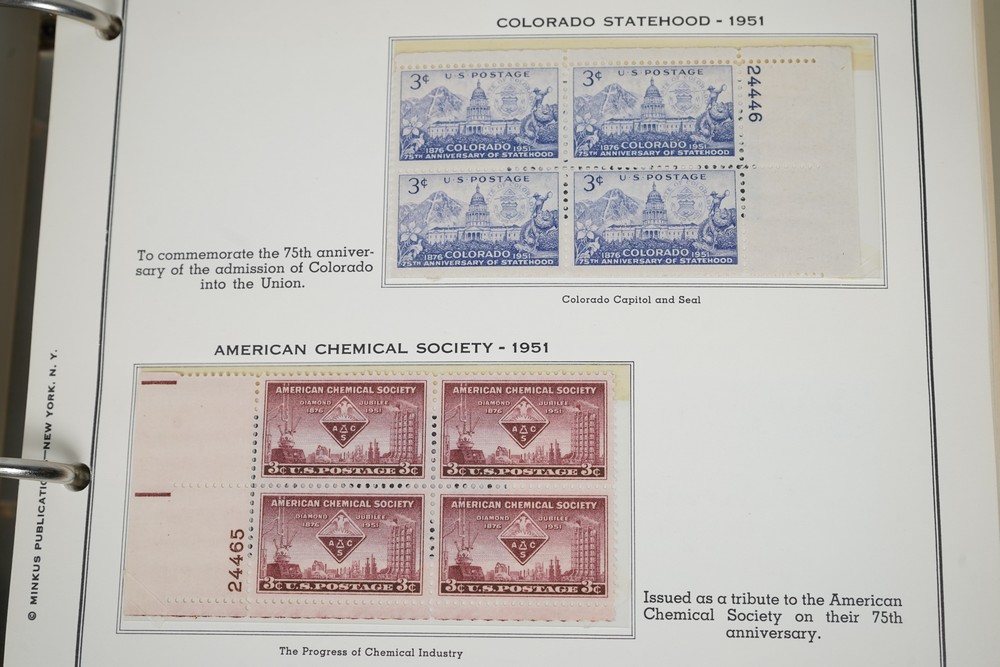 COLORADO STATEHOOD - 1951
3¢ U·S POSTAGE
1876 COLORADO 1951
75TH ANNIVERSARY OF STATEHOOD
3¢ U·S POSTAGE
1876 COLORADO 1951
75TH ANNIVERSARY OF STATEHOOD
24446
3¢ U·S POSTAGE
1876 COLORADO 1951
75TH ANNIVERSARY OF STATEHOOD
3¢ U·S POSTAGE
1876 COLORADO 1951
75TH ANNIVERSARY OF STATEHOOD
To commemorate the 75th anniver-
sary of the admission of Colorado
into the Union.
Colorado Capitol and Seal
AMERICAN CHEMICAL SOCIETY - 1951
AMERICAN CHEMICAL SOCIETY
DIAMOND JUBILEE
1876 1951
A C
S
3¢ U.S. POSTAGE 3¢
AMERICAN CHEMICAL SOCIETY
DIAMOND JUBILEE
1876 1951
A C
S
3¢ U.S. POSTAGE 3¢
24465
AMERICAN CHEMICAL SOCIETY
DIAMOND JUBILEE
1876 1951
A C
S
3¢ U.S. POSTAGE 3¢
AMERICAN CHEMICAL SOCIETY
DIAMOND JUBILEE
1876 1951
A C
S
3¢ U.S. POSTAGE 3¢
Issued as a tribute to the American
Chemical Society on their 75th
anniversary.
The Progress of Chemical Industry
© MINKUS PUBLICATIO—NEW YORK, N. Y.